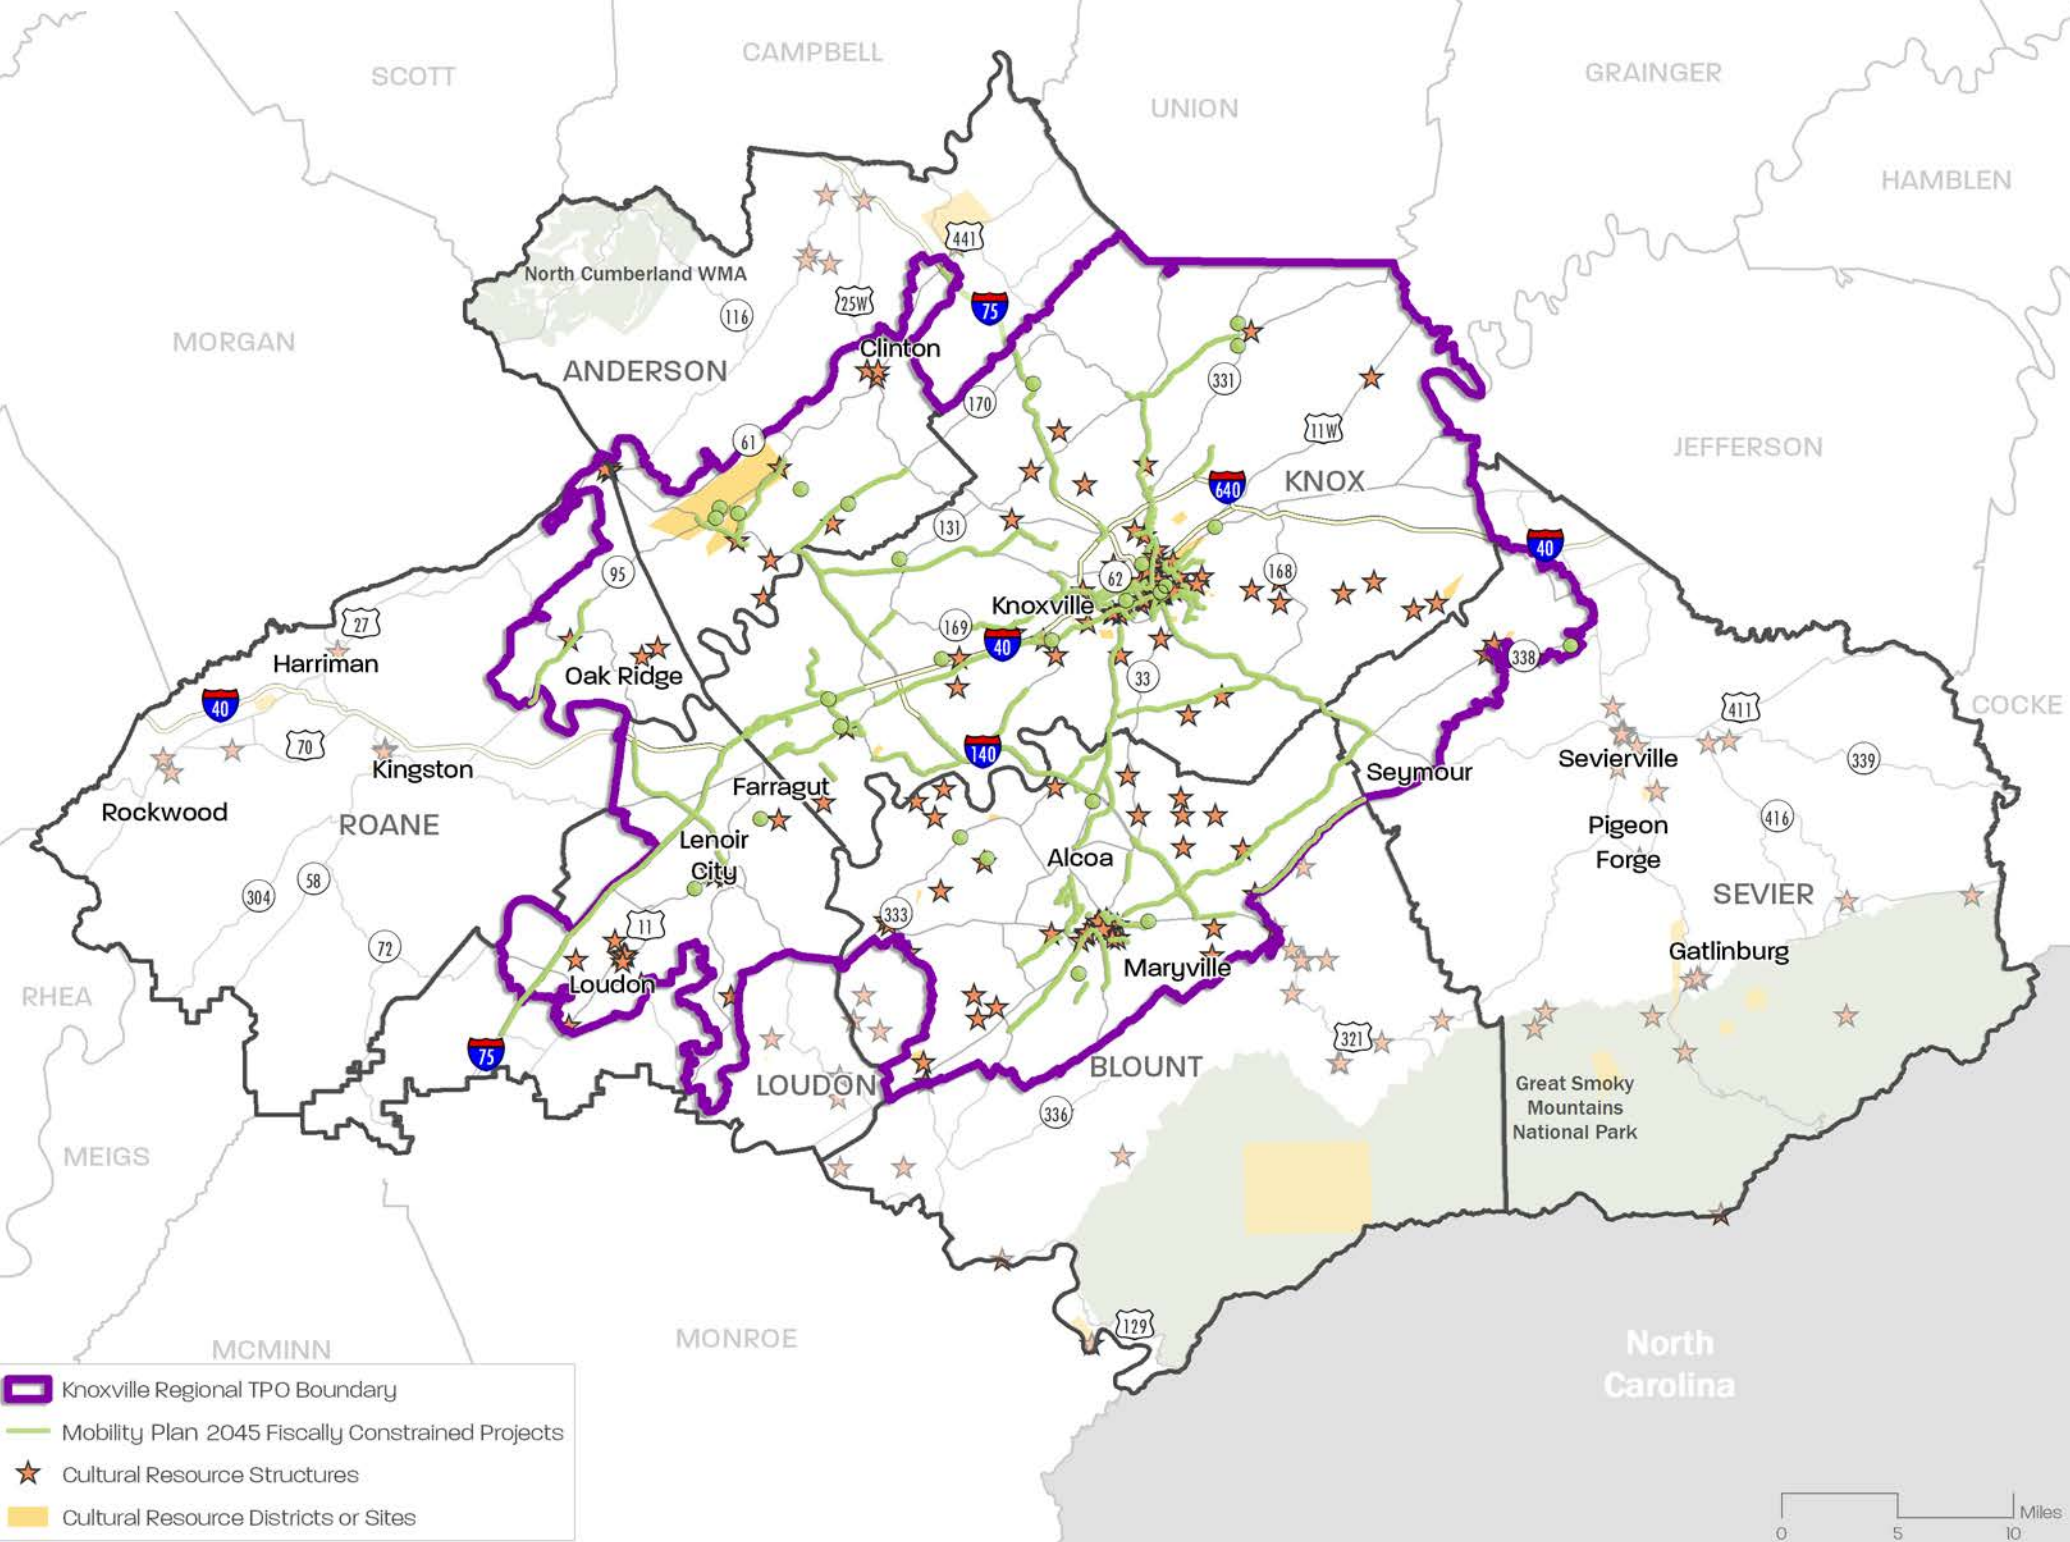 CAMPBELL
SCOTT
GRAINGER
UNION
HAMBLEN
441
North Cumberland WMA
25W
75
116
MORGAN
Clinton
ANDERSON
331
170
11W
61
JEFFERSON
KNOX
640
131
40
95
62
168
Knoxville
27
169
40
Harriman
338
Oak Ridge
33
40
COCKE
411
70
140
Sevierville
339
Kingston
Seymour
Farragut
Rockwood
416
ROANE
Pigeon
Forge
Lenoir
City
Alcoa
58
304
SEVIER
333
11
72
Gatlinburg
Maryville
Loudon
RHEA
321
75
BLOUNT
LOUDON
Great Smoky
Mountains
National Park
336
MEIGS
129
MONROE
North
Carolina
MCMINN
Knoxville Regional TPO Boundary
Mobility Plan 2045 Fiscally Constrained Projects
Cultural Resource Structures
Cultural Resource Districts or Sites
Miles
0 5 10